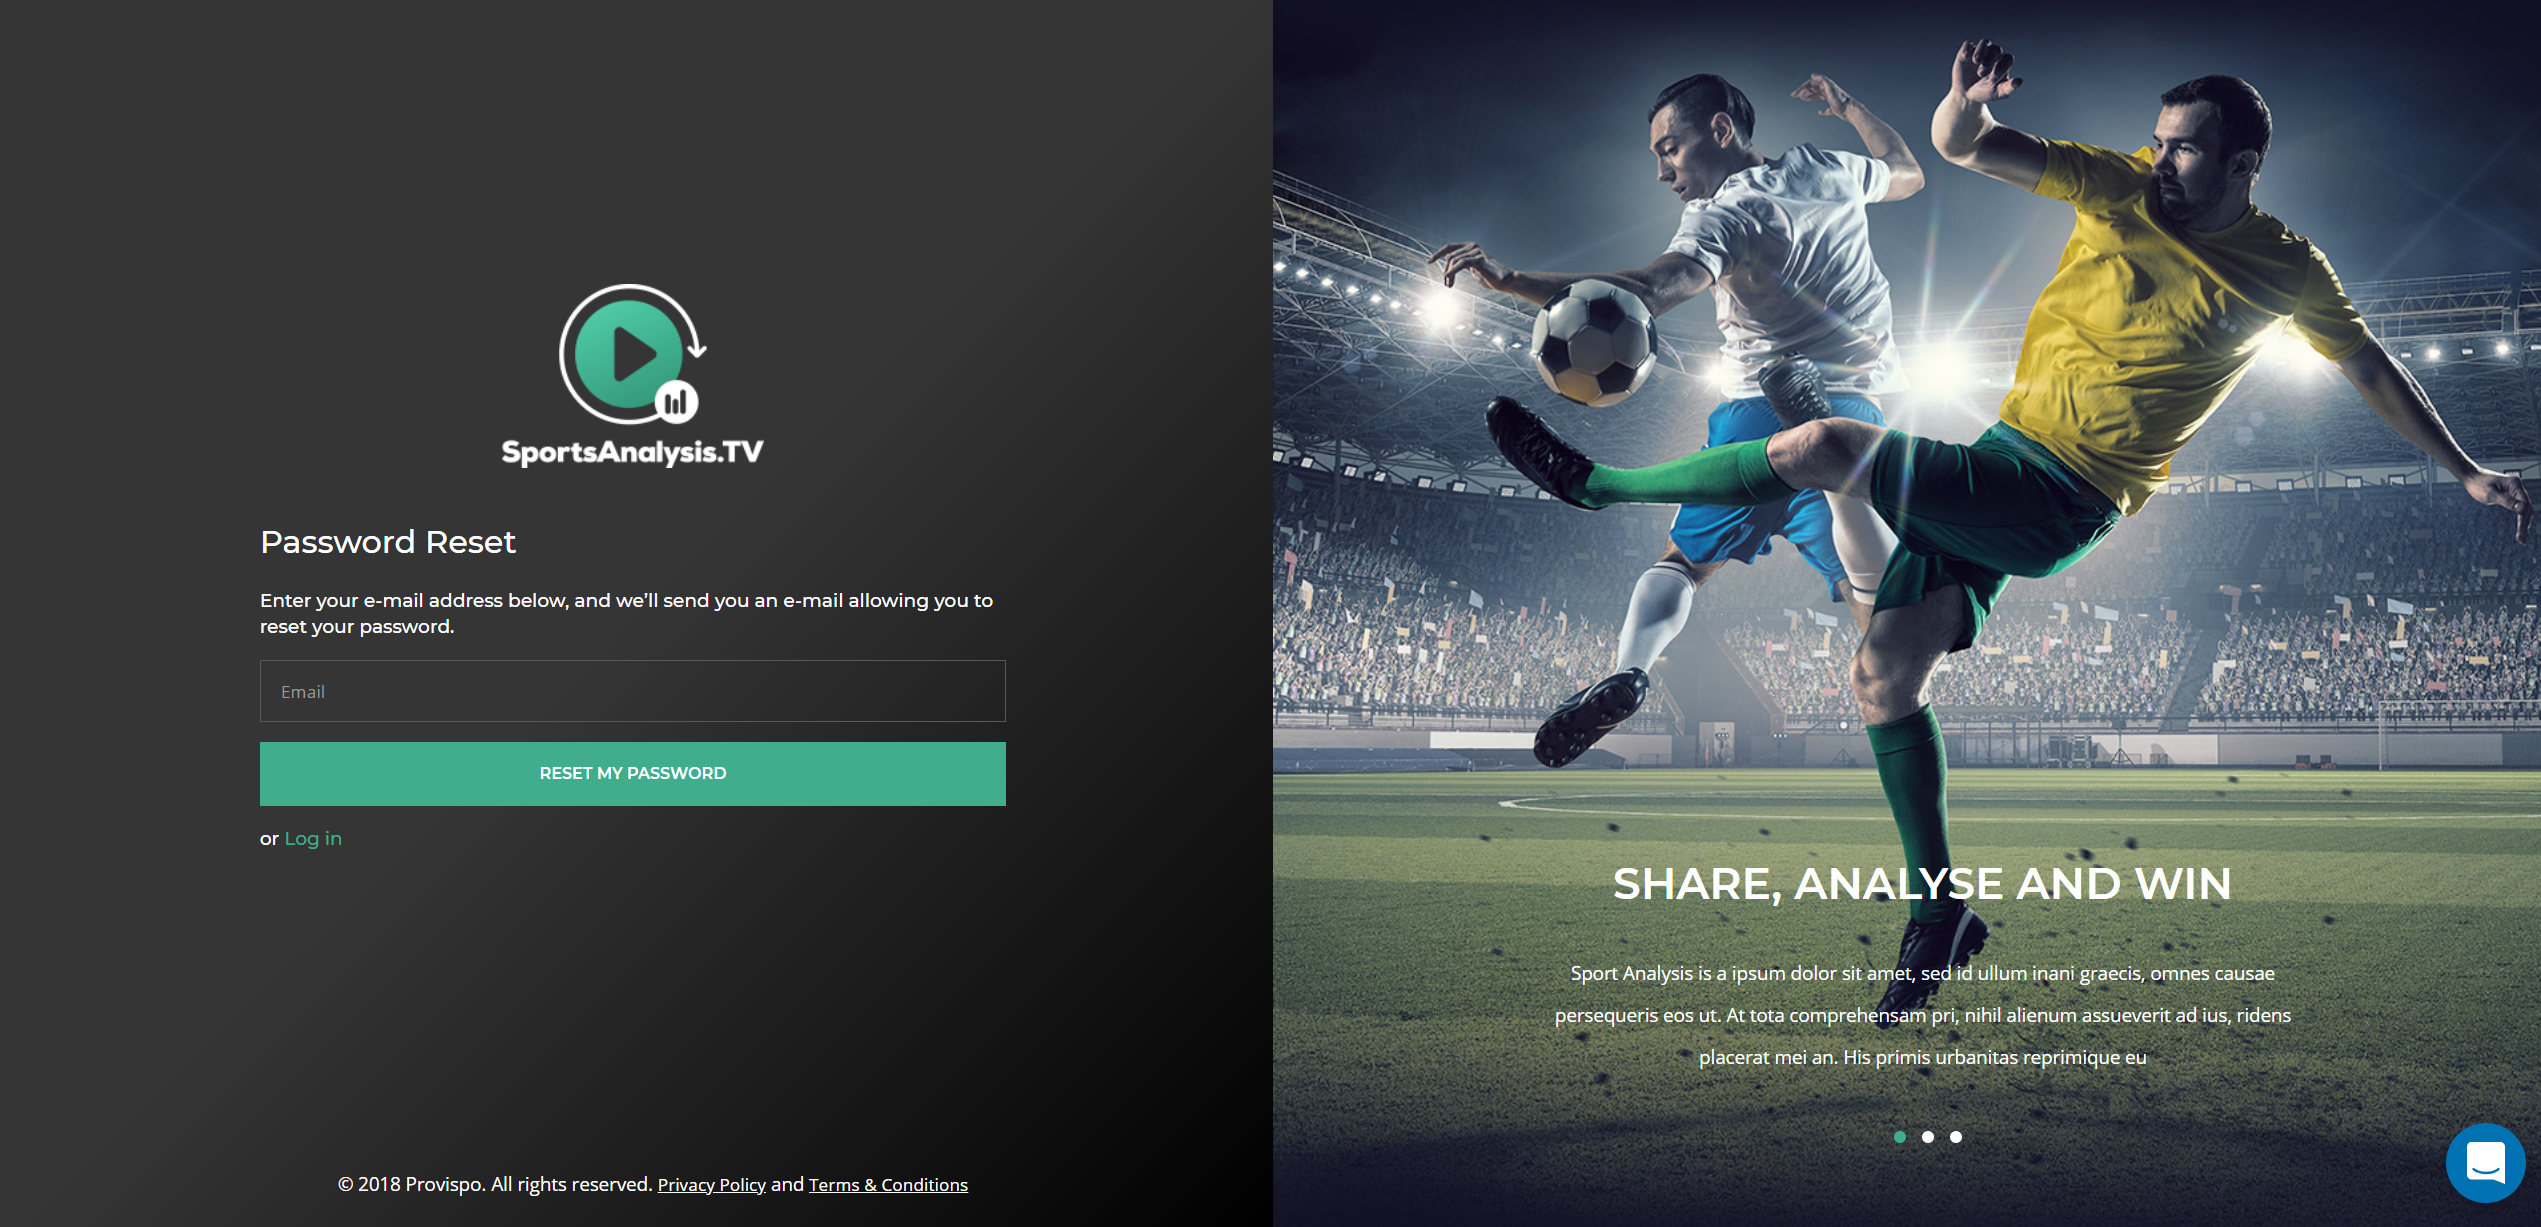 SportsAnalysis.TV
Password Reset
Enter your e-mail address below, and we'll send you an e-mail allowing you to
reset your password.
Email
RESET MY PASSWORD
or Log in
© 2018 Provispo. All rights reserved. Privacy Policy and Terms & Conditions
SHARE, ANALYSE AND WIN
Sport Analysis is a ipsum dolor sit amet, sed id ullum inani graecis, omnes causae
persequeris eos ut. At tota comprehensam pri, nihil alienum assueverit ad ius, ridens
placerat mei an. His primis urbanitas reprimique eu